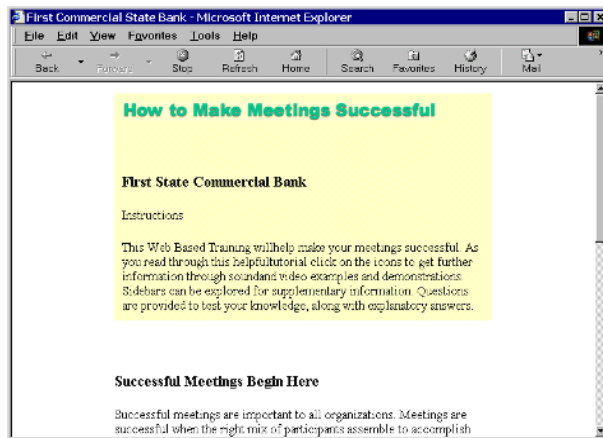 First Commercial State Bank - Microsoft Internet Explorer
File Edit View Favorites Tools Help
Back Forward Stop Refresh Home Search Favorites History Mail
How to Make Meetings Successful
First State Commercial Bank
Instructions
This Web Based Training willhelp make your meetings successful. As
you read through this helpfultutorial click on the icons to get further
information through soundand video examples and demonstrations.
Sidebars can be explored for supplementary information. Questions
are provided to test your knowledge, along with explanatory answers.
Successful Meetings Begin Here
Successful meetings are important to all organizations. Meetings are
successful when the right mix of participants assemble to accomplish